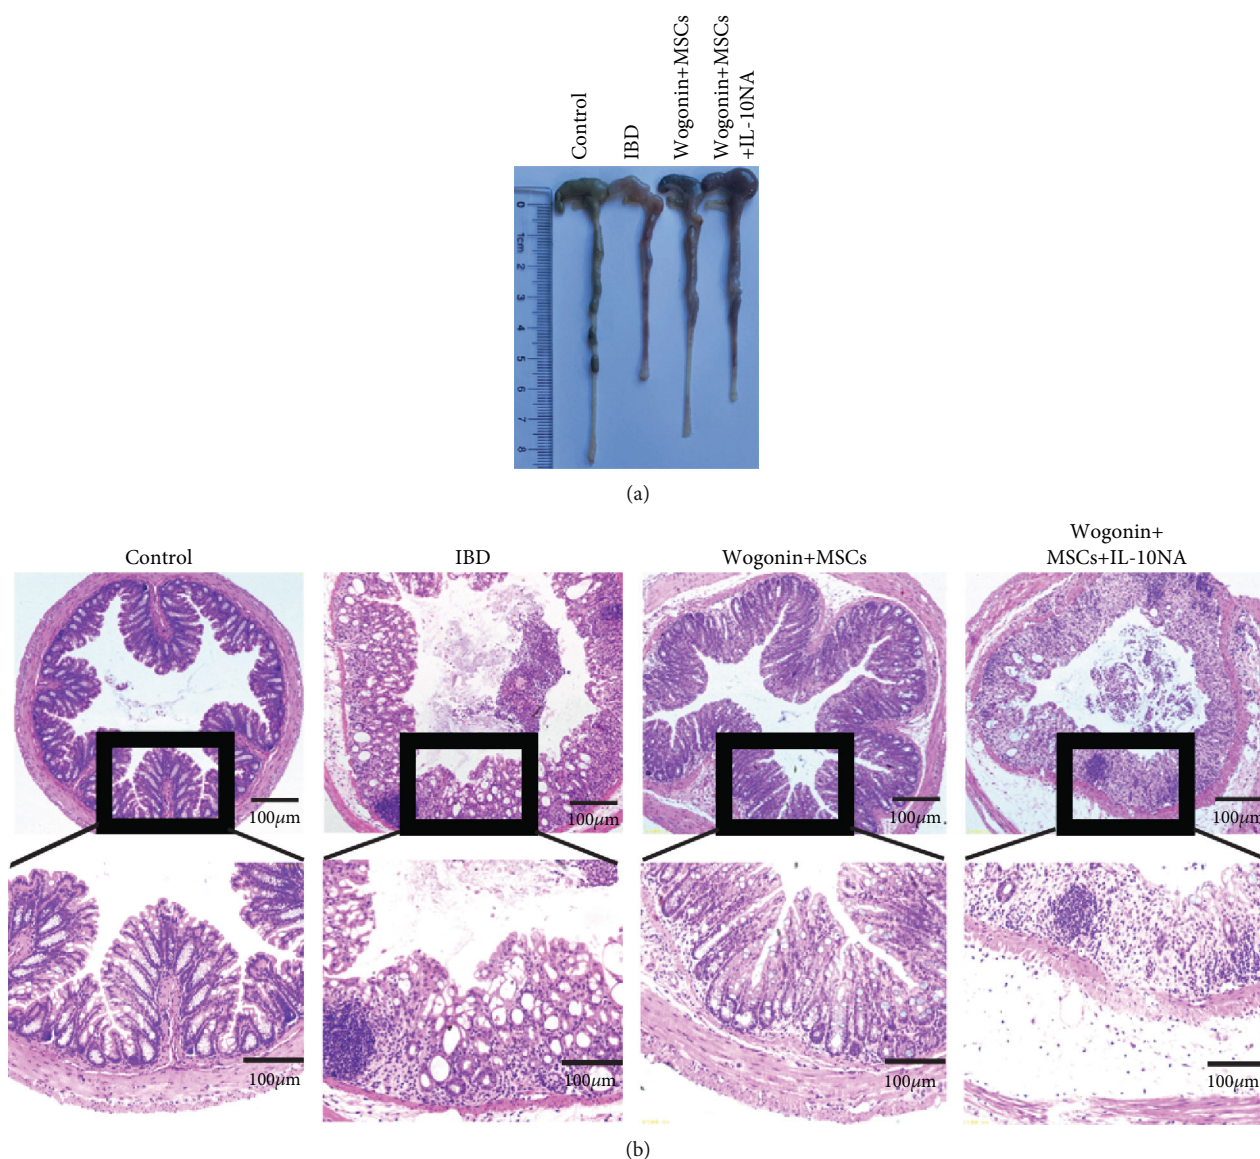 Control
IBD
Wogonin+MSCs
Wogonin+MSCs
+IL-10NA
0
1cm
2
3
4
5
6
7
8
(a)
Control
IBD
Wogonin+MSCs
Wogonin+
MSCs+IL-10NA
100μm
100μm
100μm
100μm
100μm
100μm
100μm
100μm
(b)